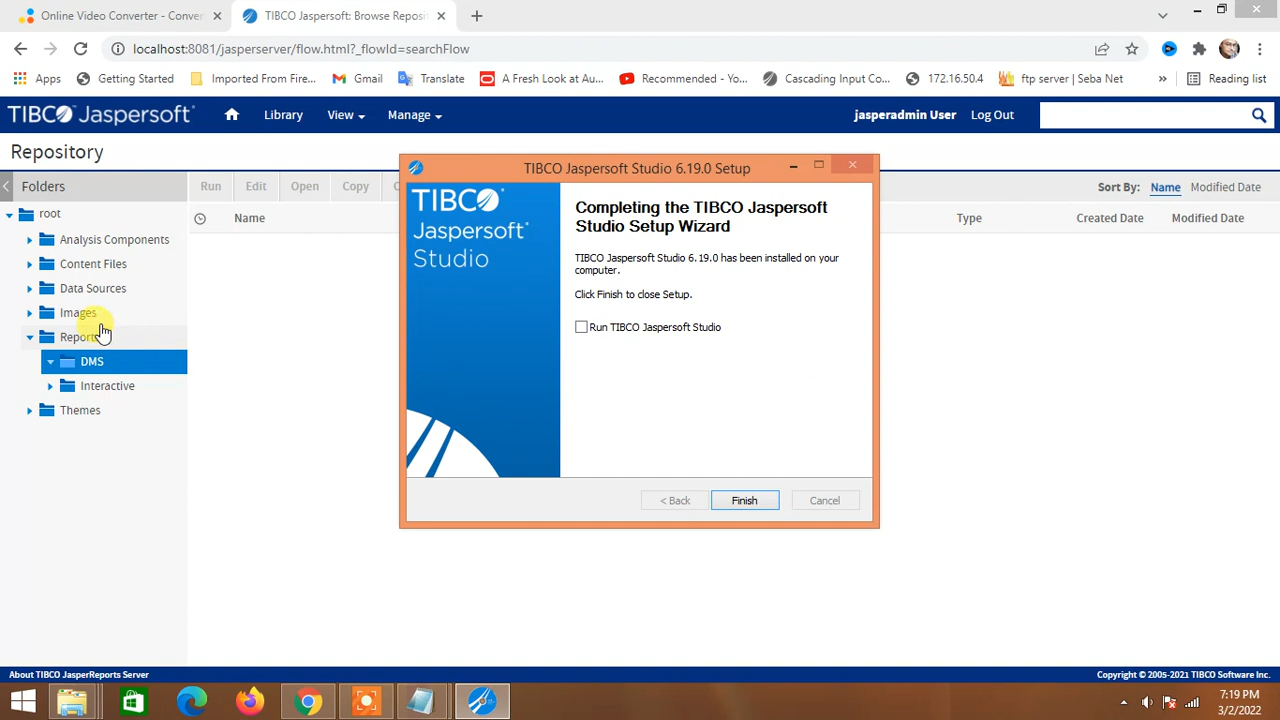 Online Video Converter - Conver
TIBCO Jaspersoft: Browse Reposi
localhost:8081/jasperserver/flow.html?_flowId=searchFlow
Apps
Getting Started
Imported From Fire...
Gmail
Translate
A Fresh Look at Au...
Recommended - Yo...
Cascading Input Co...
172.16.50.4
ftp server | Seba Net
»
Reading list
TIBCO Jaspersoft®
Library
View
Manage
jasperadmin User
Log Out
Repository
Folders
Run
Edit
Open
Copy
C
Sort By:
Name
Modified Date
Name
Type
Created Date
Modified Date
root
Analysis Components
Content Files
Data Sources
Images
Report
DMS
Interactive
Themes
TIBCO Jaspersoft Studio 6.19.0 Setup
TIBCO®
Jaspersoft®
Studio
Completing the TIBCO Jaspersoft
Studio Setup Wizard
TIBCO Jaspersoft Studio 6.19.0 has been installed on your
computer.
Click Finish to close Setup.
Run TIBCO Jaspersoft Studio
< Back
Finish
Cancel
About TIBCO JasperReports Server
Copyright © 2005-2021 TIBCO Software Inc.
7:19 PM
3/2/2022